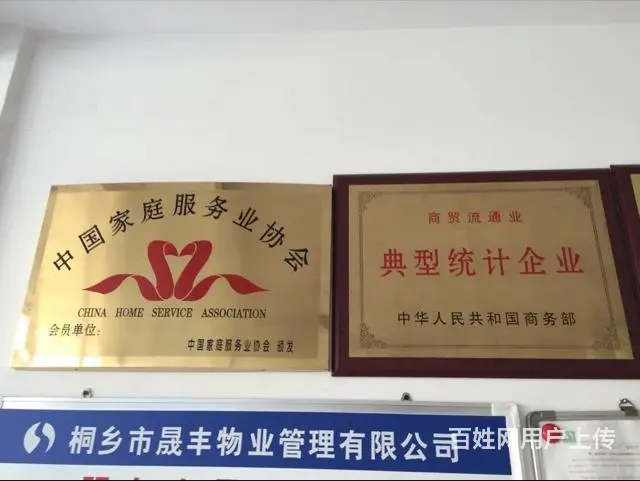 中国家庭服务业协会
CHINA HOME SERVICE ASSOCIATION
会员单位:
中国家庭服务业协会 颁发
商贸流通业
典型统计企业
中华人民共和国商务部
桐乡市晟丰物业管理有限公司
百姓网用户上传